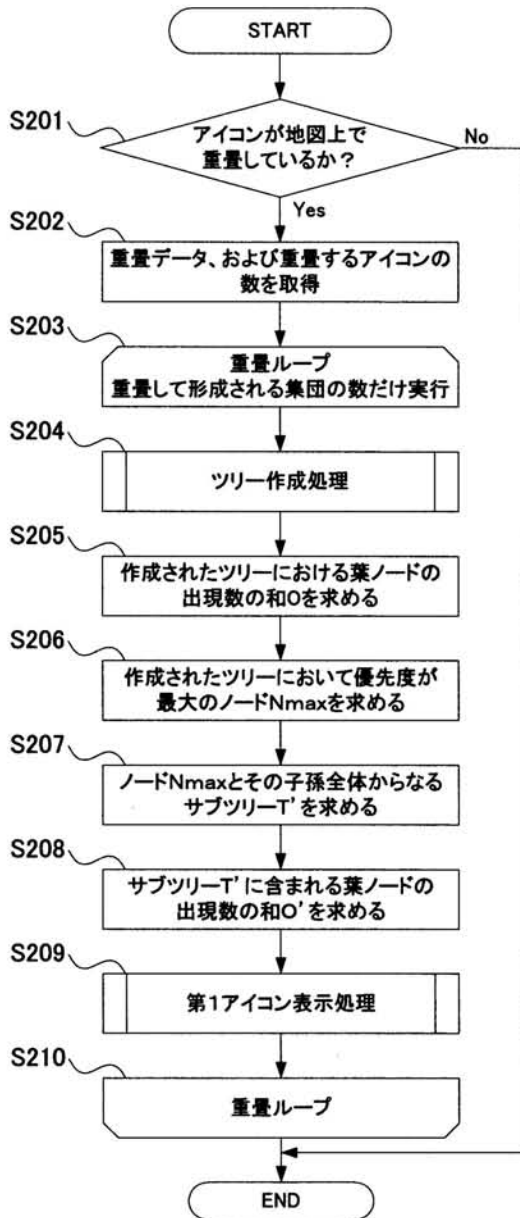 START
S201
アイコンが地図上で
重畳しているか?
No
Yes
S202
重畳データ、および重畳するアイコンの
数を取得
S203
重畳ループ
重畳して形成される集団の数だけ実行
S204
ツリー作成処理
S205
作成されたツリーにおける葉ノードの
出現数の和Oを求める
S206
作成されたツリーにおいて優先度が
最大のノードNmaxを求める
S207
ノードNmaxとその子孫全体からなる
サブツリーT'を求める
S208
サブツリーT'に含まれる葉ノードの
出現数の和O'を求める
S209
第1アイコン表示処理
S210
重畳ループ
END